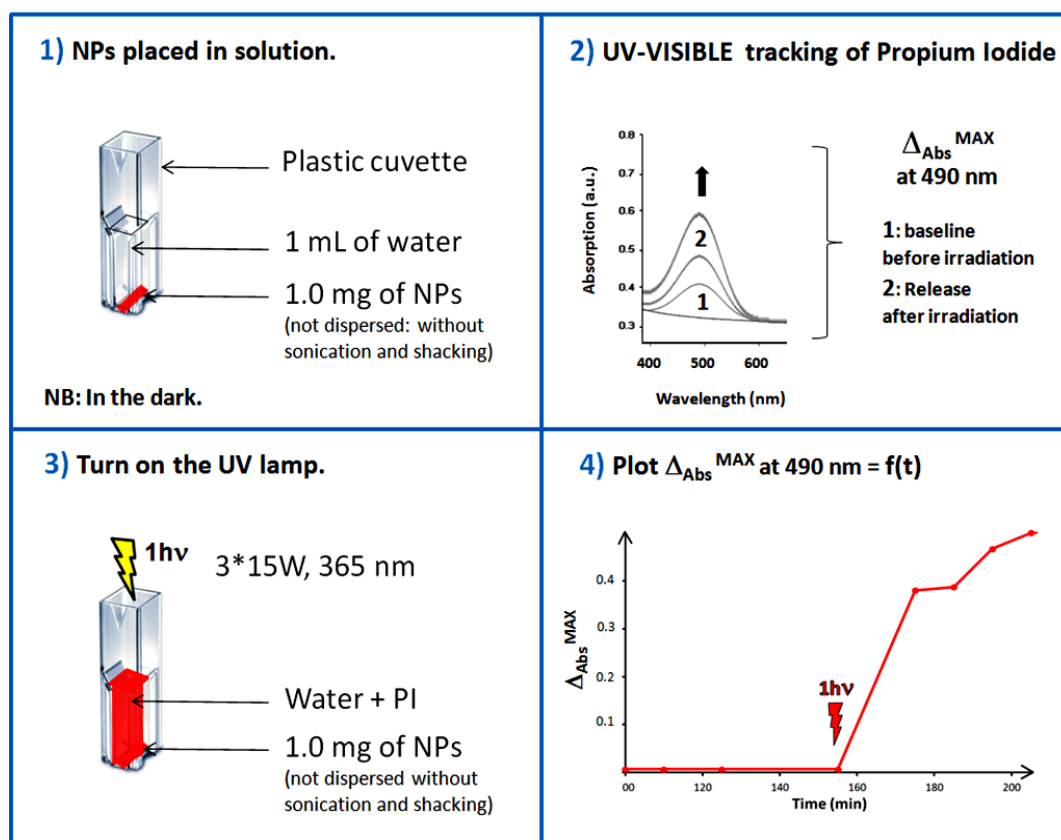 1) NPs placed in solution.
Plastic cuvette
1 mL of water
1.0 mg of NPs
(not dispersed: without
sonication and shacking)
NB: In the dark.
2) UV-VISIBLE tracking of Propium Iodide
Absorption (a.u.)
0.8
0.7
0.6
0.5
0.4
0.3
2
1
400 500 600
Wavelength (nm)
ΔAbs MAX
at 490 nm
1: baseline
before irradiation
2: Release
after irradiation
3) Turn on the UV lamp.
1hν
3*15W, 365 nm
Water + PI
1.0 mg of NPs
(not dispersed without
sonication and shacking)
4) Plot ΔAbs MAX at 490 nm = f(t)
ΔAbs MAX
0.4
0.3
0.2
0.1
1hν
00 120 140 160 180 200
Time (min)